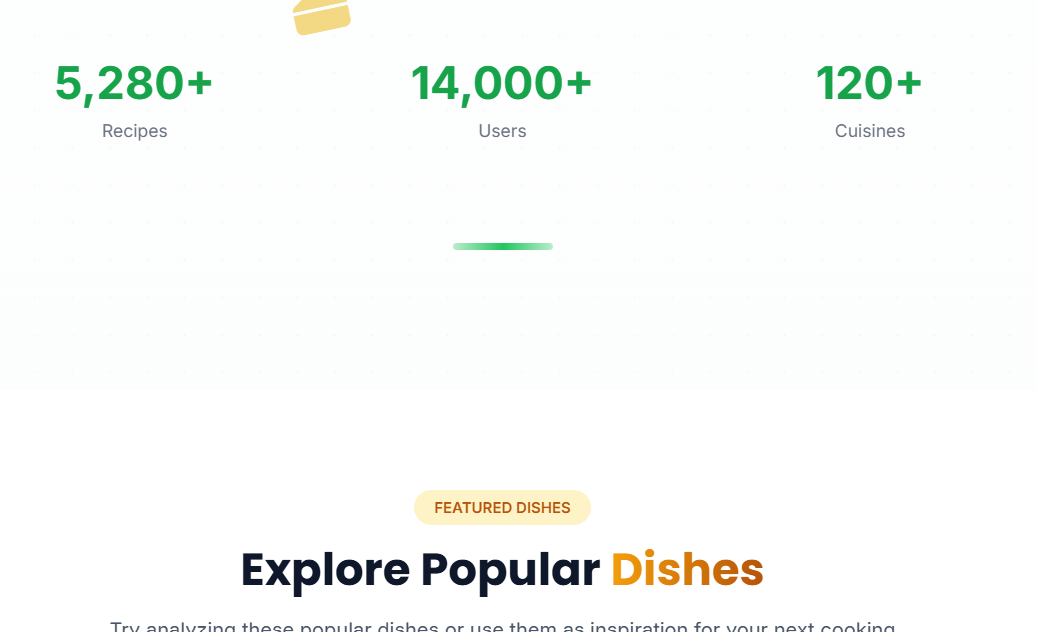 5,280+
14,000+
120+
Recipes
Users
Cuisines
FEATURED DISHES
Explore Popular Dishes
Try analyzing these popular dishes or use them as inspiration for your next cooking